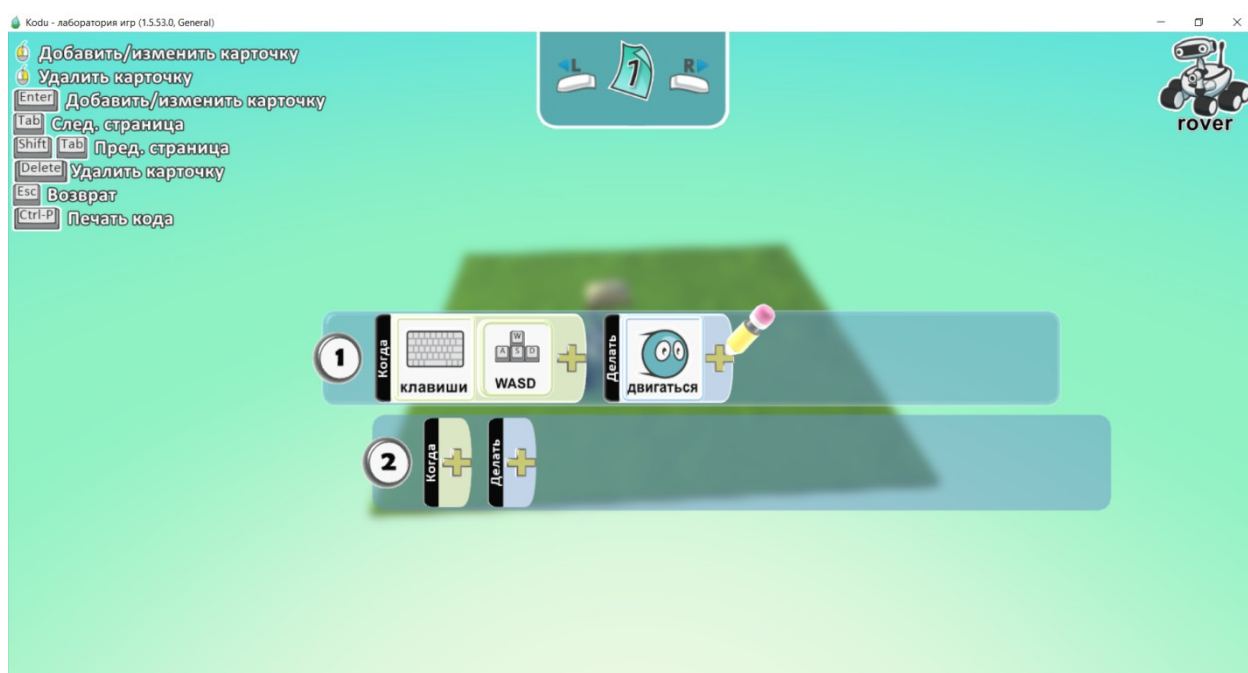 Kodu - лаборатория игр (1.5.53.0, General)
Добавить/изменить карточку
Удалить карточку
Enter Добавить/изменить карточку
Tab След. страница
Shift Tab Пред. страница
Delete Удалить карточку
Esc Возврат
Ctrl-P Печать кода
L 1 R
rover
1 Когда клавиши W A S D WASD Делать двигаться
2 Когда Делать